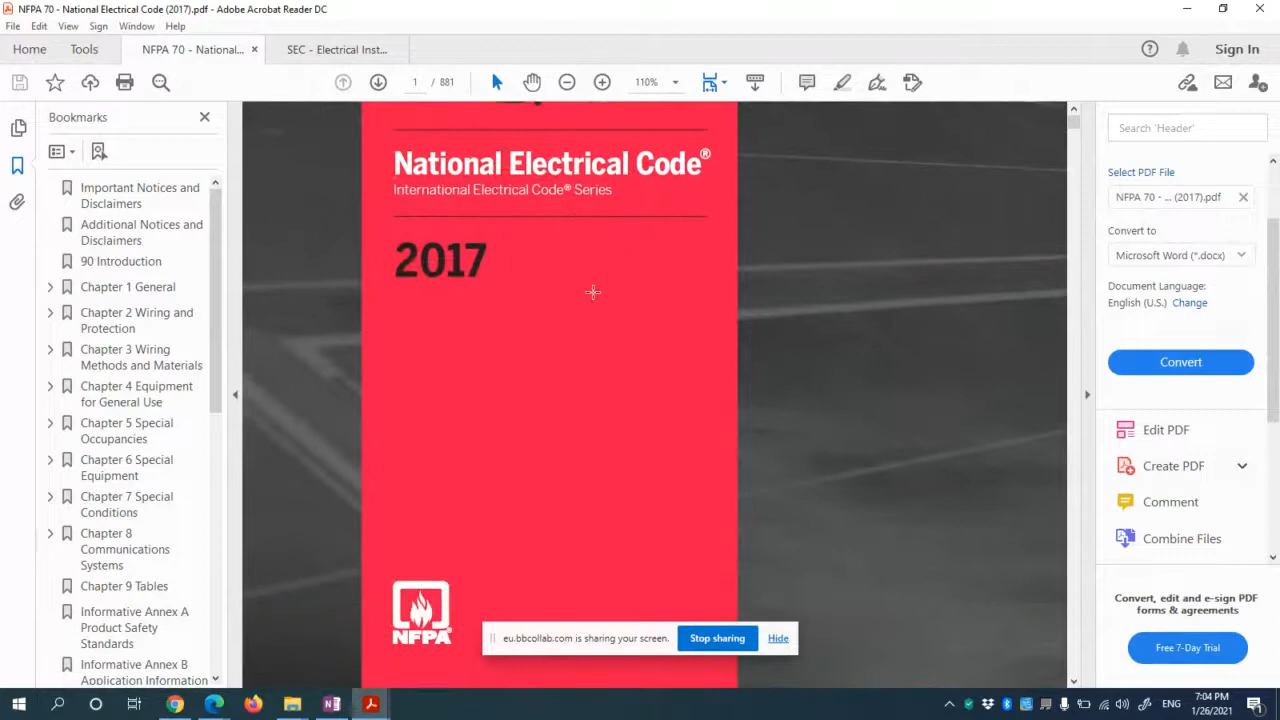 NFPA 70 - National Electrical Code (2017).pdf - Adobe Acrobat Reader DC
File Edit View Sign Window Help
Home Tools NFPA 70 - National... × SEC - Electrical Inst... Sign In
1 / 881 110%
Bookmarks
Important Notices and
Disclaimers
Additional Notices and
Disclaimers
90 Introduction
Chapter 1 General
Chapter 2 Wiring and
Protection
Chapter 3 Wiring
Methods and Materials
Chapter 4 Equipment
for General Use
Chapter 5 Special
Occupancies
Chapter 6 Special
Equipment
Chapter 7 Special
Conditions
Chapter 8
Communications
Systems
Chapter 9 Tables
Informative Annex A
Product Safety
Standards
Informative Annex B
Application Information
National Electrical Code®
International Electrical Code® Series
2017
NFPA®
eu.bbcollab.com is sharing your screen. Stop sharing Hide
Search 'Header'
Select PDF File
NFPA 70 - ... (2017).pdf
Convert to
Microsoft Word (*.docx)
Document Language:
English (U.S.) Change
Convert
Edit PDF
Create PDF
Comment
Combine Files
Convert, edit and e-sign PDF
forms & agreements
Free 7-Day Trial
7:04 PM
1/26/2021